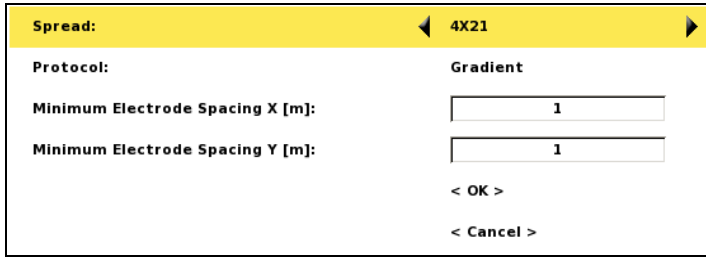 Spread: 4X21
Protocol: Gradient
Minimum Electrode Spacing X [m]: 1
Minimum Electrode Spacing Y [m]: 1
< OK >
< Cancel >